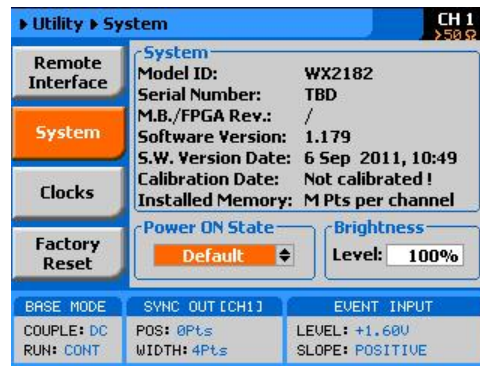 ▸ Utility ▸ System
CH 1
>50 Ω
Remote
Interface
System
Clocks
Factory
Reset
System
Model ID: WX2182
Serial Number: TBD
M.B./FPGA Rev.: /
Software Version: 1.179
S.W. Version Date: 6 Sep 2011, 10:49
Calibration Date: Not calibrated !
Installed Memory: M Pts per channel
Power ON State
Default
Brightness
Level: 100%
BASE MODE
COUPLE: DC
RUN: CONT
SYNC OUT [CH1]
POS: 0Pts
WIDTH: 4Pts
EVENT INPUT
LEVEL: +1.60V
SLOPE: POSITIVE